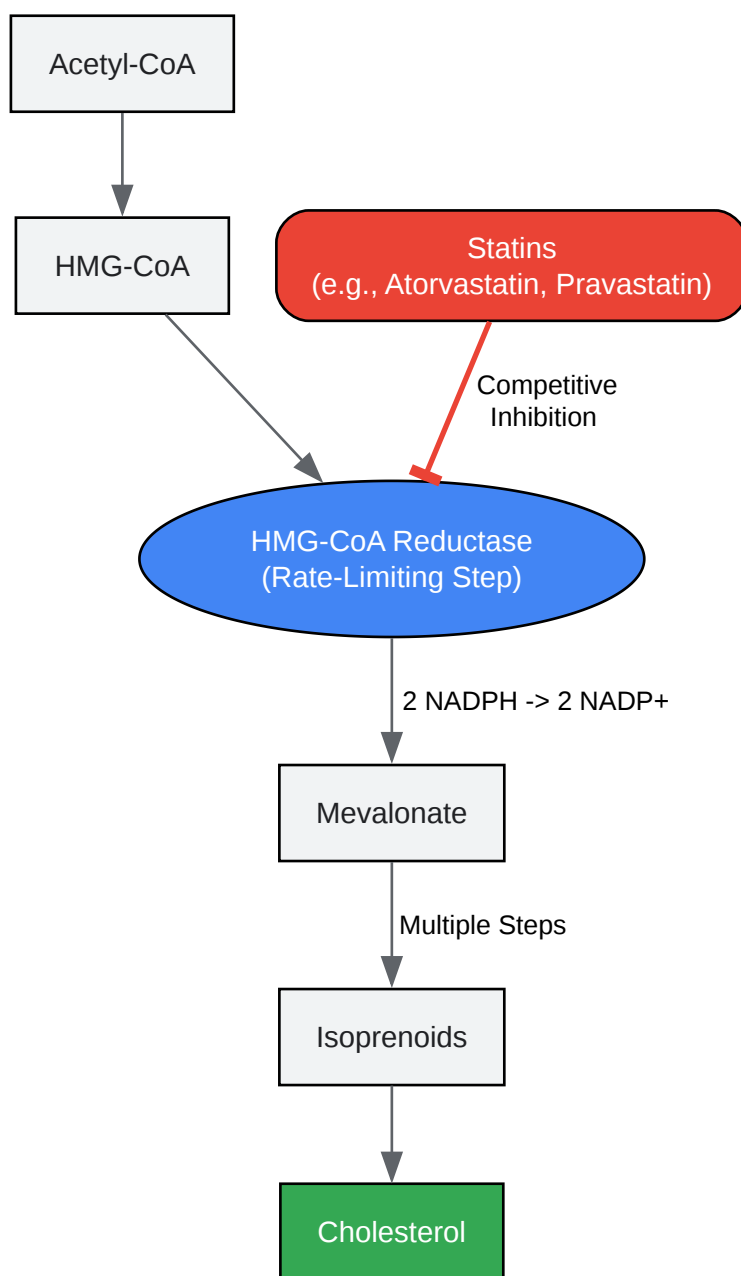 Acetyl-CoA
HMG-CoA
Statins
(e.g., Atorvastatin, Pravastatin)
Competitive
Inhibition
HMG-CoA Reductase
(Rate-Limiting Step)
2 NADPH -> 2 NADP+
Mevalonate
Multiple Steps
Isoprenoids
Cholesterol